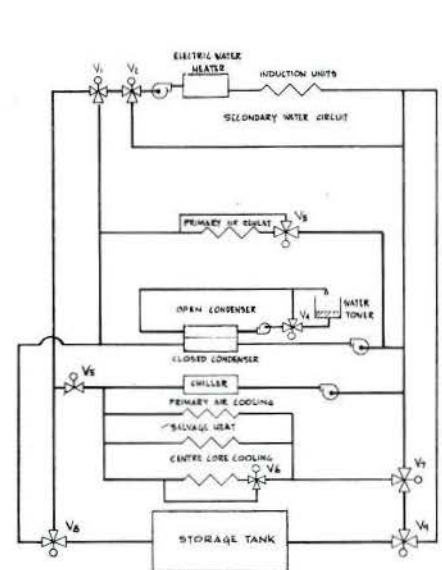 ELECTRIC WATER
HEATER
V1
V2
INDUCTION UNITS
SECONDARY WATER CIRCUIT
PRIMARY AIR
V3
WATER
TOWER
OPEN CONDENSER
V4
CLOSED CONDENSER
V5
CHILLER
PRIMARY AIR COOLING
SALVAGE HEAT
CENTRE CORE COOLING
V6
V7
V8
STORAGE TANK
V9